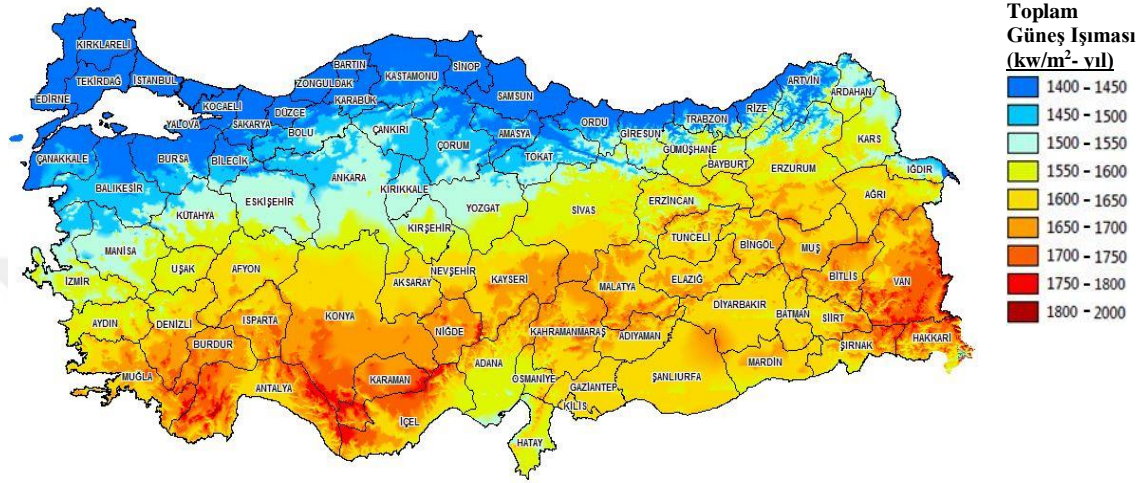 Toplam
Güneş Işıması
(kw/m²- yıl)
1400 - 1450
1450 - 1500
1500 - 1550
1550 - 1600
1600 - 1650
1650 - 1700
1700 - 1750
1750 - 1800
1800 - 2000
KIRKLARELİ
TEKİRDAĞ
İSTANBUL
EDİRNE
KOCAELİ
YALOVA
SAKARYA
DÜZCE
ZONGULDAK
BARTIN
KARABÜK
KASTAMONU
SİNOP
SAMSUN
ORDU
GİRESUN
TRABZON
RİZE
ARTVİN
ARDAHAN
ÇANAKKALE
BURSA
BİLECİK
BOLU
ÇANKIRI
ÇORUM
AMASYA
TOKAT
GÜMÜŞHANE
BAYBURT
ERZURUM
KARS
IĞDIR
BALIKESİR
KÜTAHYA
ESKİŞEHİR
ANKARA
KIRIKKALE
YOZGAT
SİVAS
ERZİNCAN
AĞRI
MANİSA
UŞAK
AFYON
KIRŞEHİR
NEVŞEHİR
KAYSERİ
TUNCELİ
BİNGÖL
MUŞ
BİTLİS
VAN
İZMİR
AKSARAY
MALATYA
ELAZIĞ
DİYARBAKIR
BATMAN
SİİRT
AYDIN
DENİZLİ
ISPARTA
BURDUR
KONYA
NİĞDE
KAHRAMANMARAŞ
ADIYAMAN
MARDİN
ŞIRNAK
HAKKARİ
MUĞLA
ANTALYA
KARAMAN
İÇEL
ADANA
OSMANİYE
GAZİANTEP
KİLİS
ŞANLIURFA
HATAY